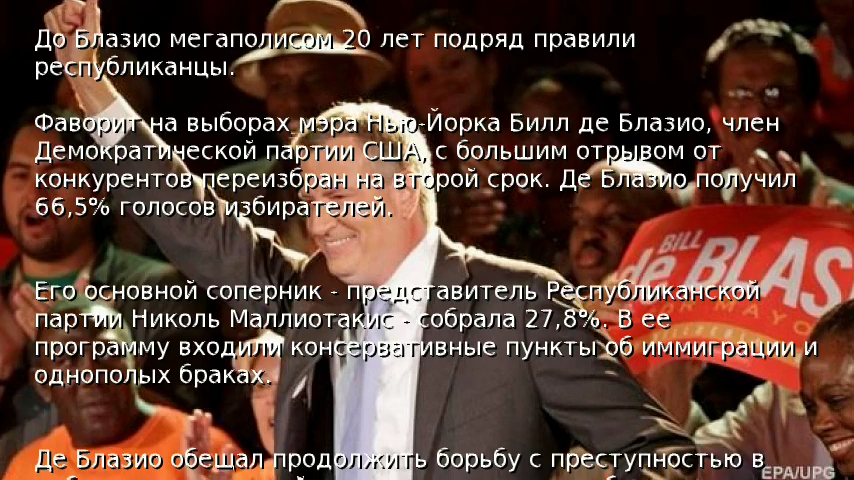 До Блазио мегаполисом 20 лет подряд правили
республиканцы.
Фаворит на выборах мэра Нью-Йорка Билл де Блазио, член
Демократической партии США, с большим отрывом от
конкурентов переизбран на второй срок. Де Блазио получил
66,5% голосов избирателей.
BILL
de BLAS
Его основной соперник - представитель Республиканской
партии Николь Маллиотакис - собрала 27,8%. В ее
программу входили консервативные пункты об иммиграции и
однополых браках.
Де Блазио обещал продолжить борьбу с преступностью в
EPA/UPG